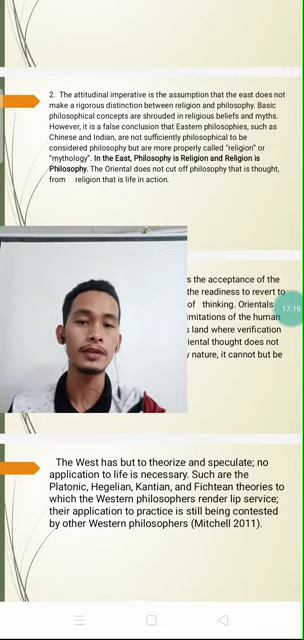 2. The attitudinal imperative is the assumption that the east does not
make a rigorous distinction between religion and philosophy. Basic
philosophical concepts are shrouded in religious beliefs and myths.
However, it is a false conclusion that Eastern philosophies, such as
Chinese and Indian, are not sufficiently philosophical to be
considered philosophy but are more properly called "religion" or
"mythology". In the East, Philosophy is Religion and Religion is
Philosophy. The Oriental does not cut off philosophy that is thought,
from religion that is life in action.
s the acceptance of the
the readiness to revert to
of thinking. Orientals
imitations of the human
17:19
s land where verification
iental thought does not
y nature, it cannot but be
The West has but to theorize and speculate; no
application to life is necessary. Such are the
Platonic, Hegelian, Kantian, and Fichtean theories to
which the Western philosophers render lip service;
their application to practice is still being contested
by other Western philosophers (Mitchell 2011).